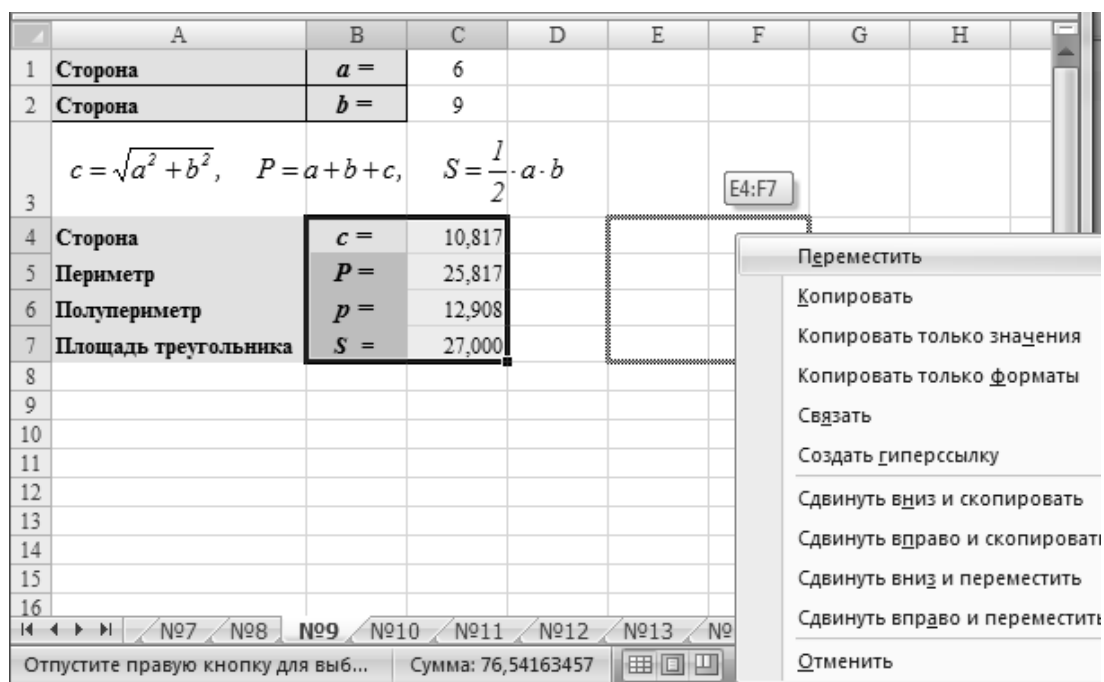 A B C D E F G H
1 Сторона a = 6
2 Сторона b = 9
3 c = √a² + b², P = a + b + c, S = 1/2 · a · b
E4:F7
4 Сторона c = 10,817
5 Периметр P = 25,817
6 Полупериметр p = 12,908
7 Площадь треугольника S = 27,000
8
9
10
11
12
13
14
15
16
Переместить
Копировать
Копировать только значения
Копировать только форматы
Связать
Создать гиперссылку
Сдвинуть вниз и скопировать
Сдвинуть вправо и скопировать
Сдвинуть вниз и переместить
Сдвинуть вправо и переместить
Отменить
№7 №8 №9 №10 №11 №12 №13 №
Отпустите правую кнопку для выб... Сумма: 76,54163457